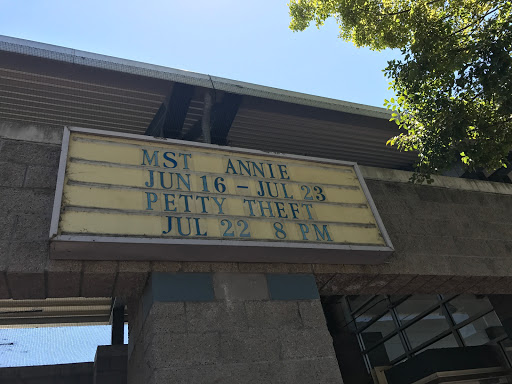 MST ANNIE
JUN 16 - JUL 23
PETTY THEFT
JUL 22 8 PM